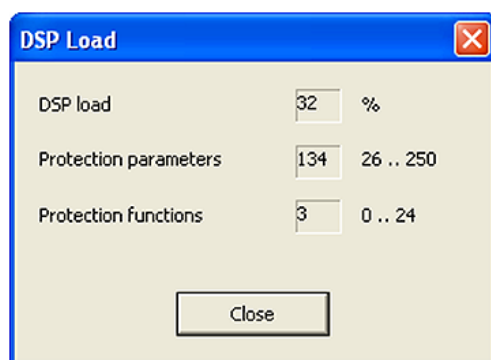 DSP Load
DSP load 32 %
Protection parameters 134 26 .. 250
Protection functions 3 0 .. 24
Close